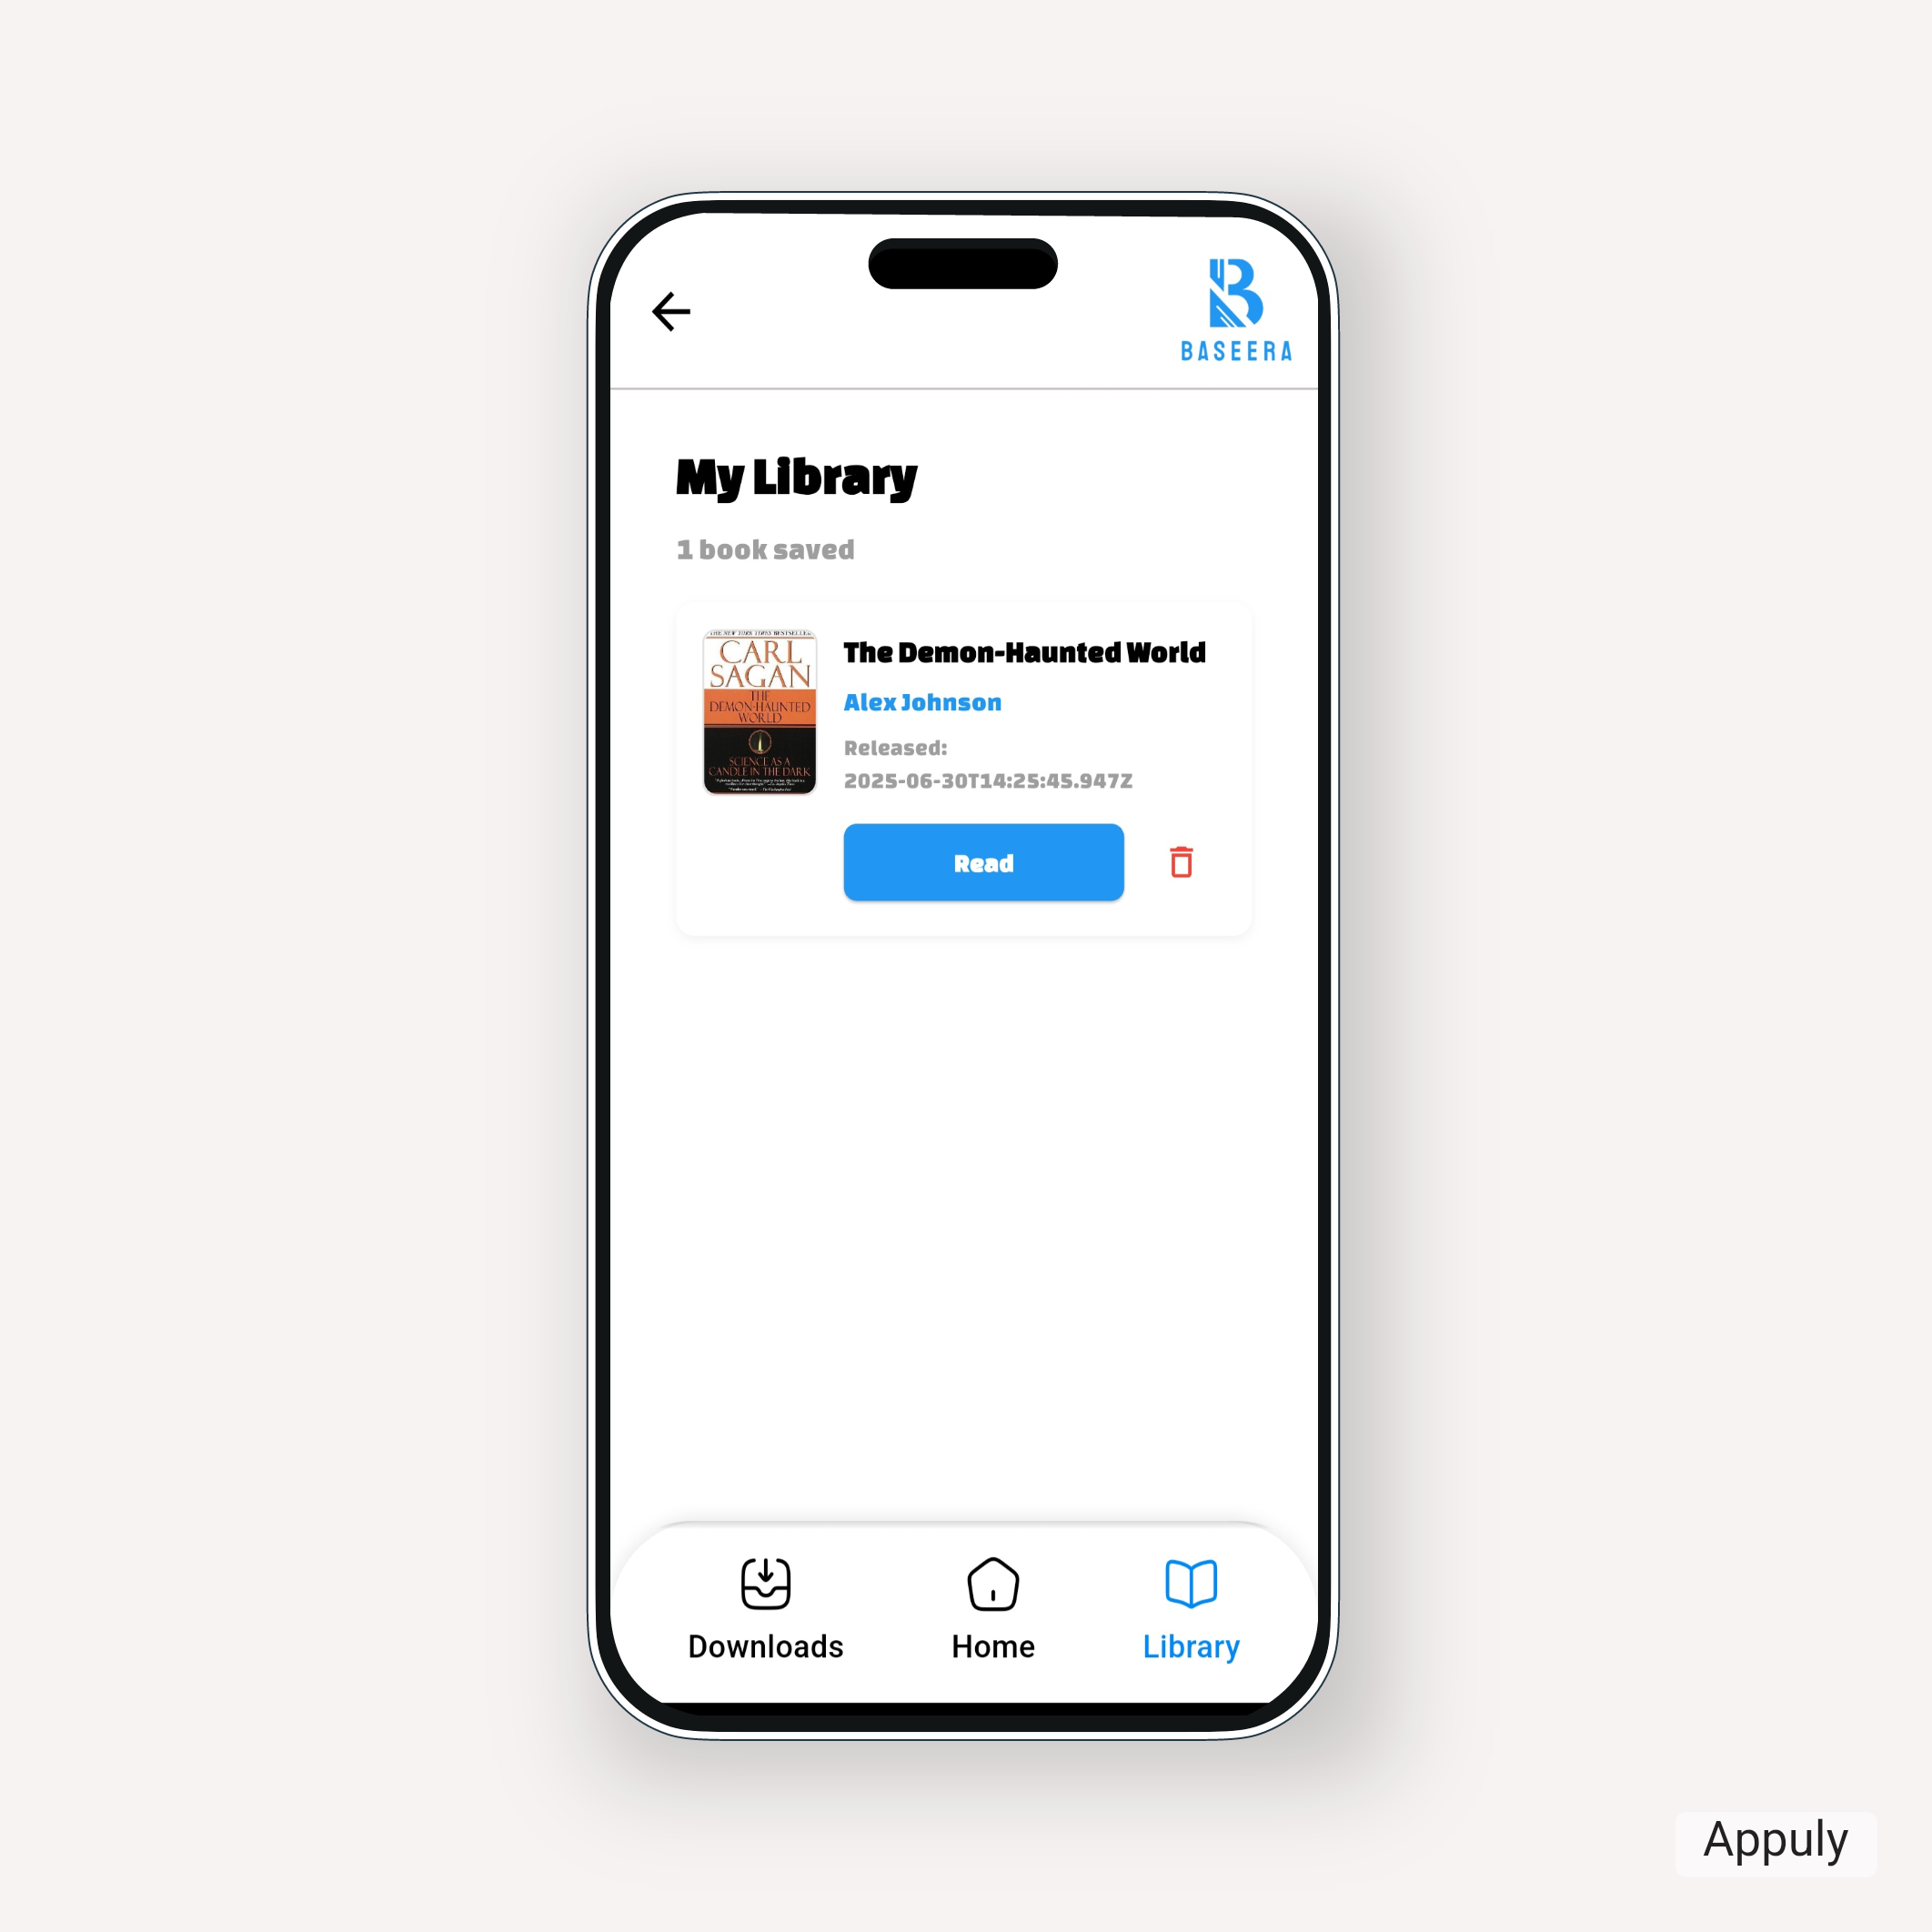 BASEERA
My Library
1 book saved
THE NEW YORK TIMES BESTSELLER
CARL
SAGAN
THE
DEMON-HAUNTED
WORLD
SCIENCE AS A
CANDLE IN THE DARK
The Demon-Haunted World
Alex Johnson
Released:
2025-06-30T14:25:45.947Z
Read
Downloads
Home
Library
Appuly